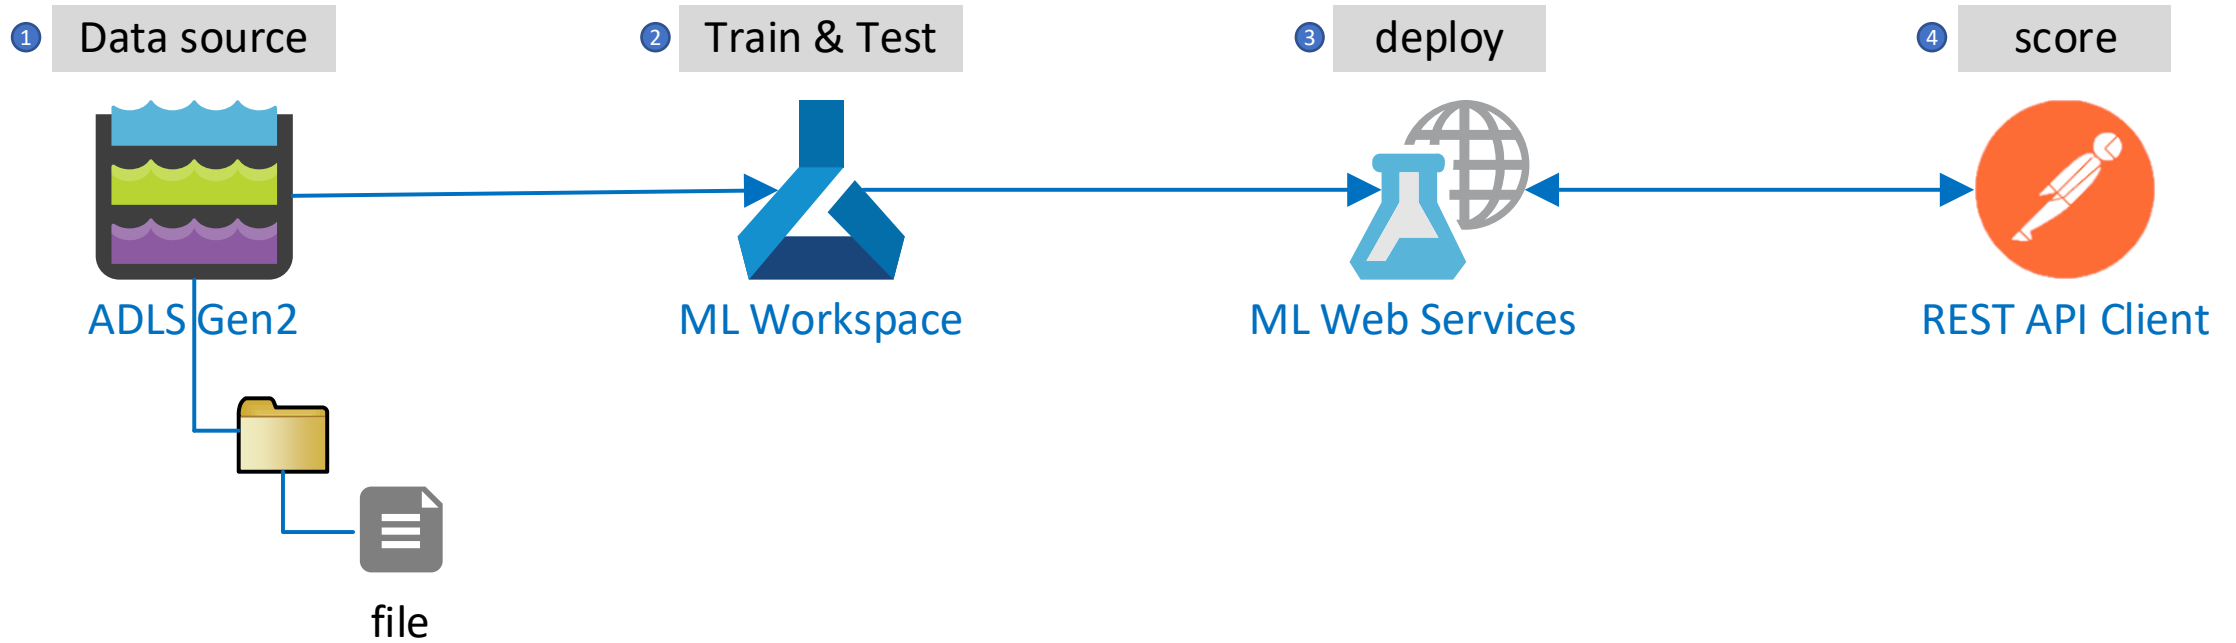 1 Data source
2 Train & Test
3 deploy
4 score
ADLS Gen2
ML Workspace
ML Web Services
REST API Client
file